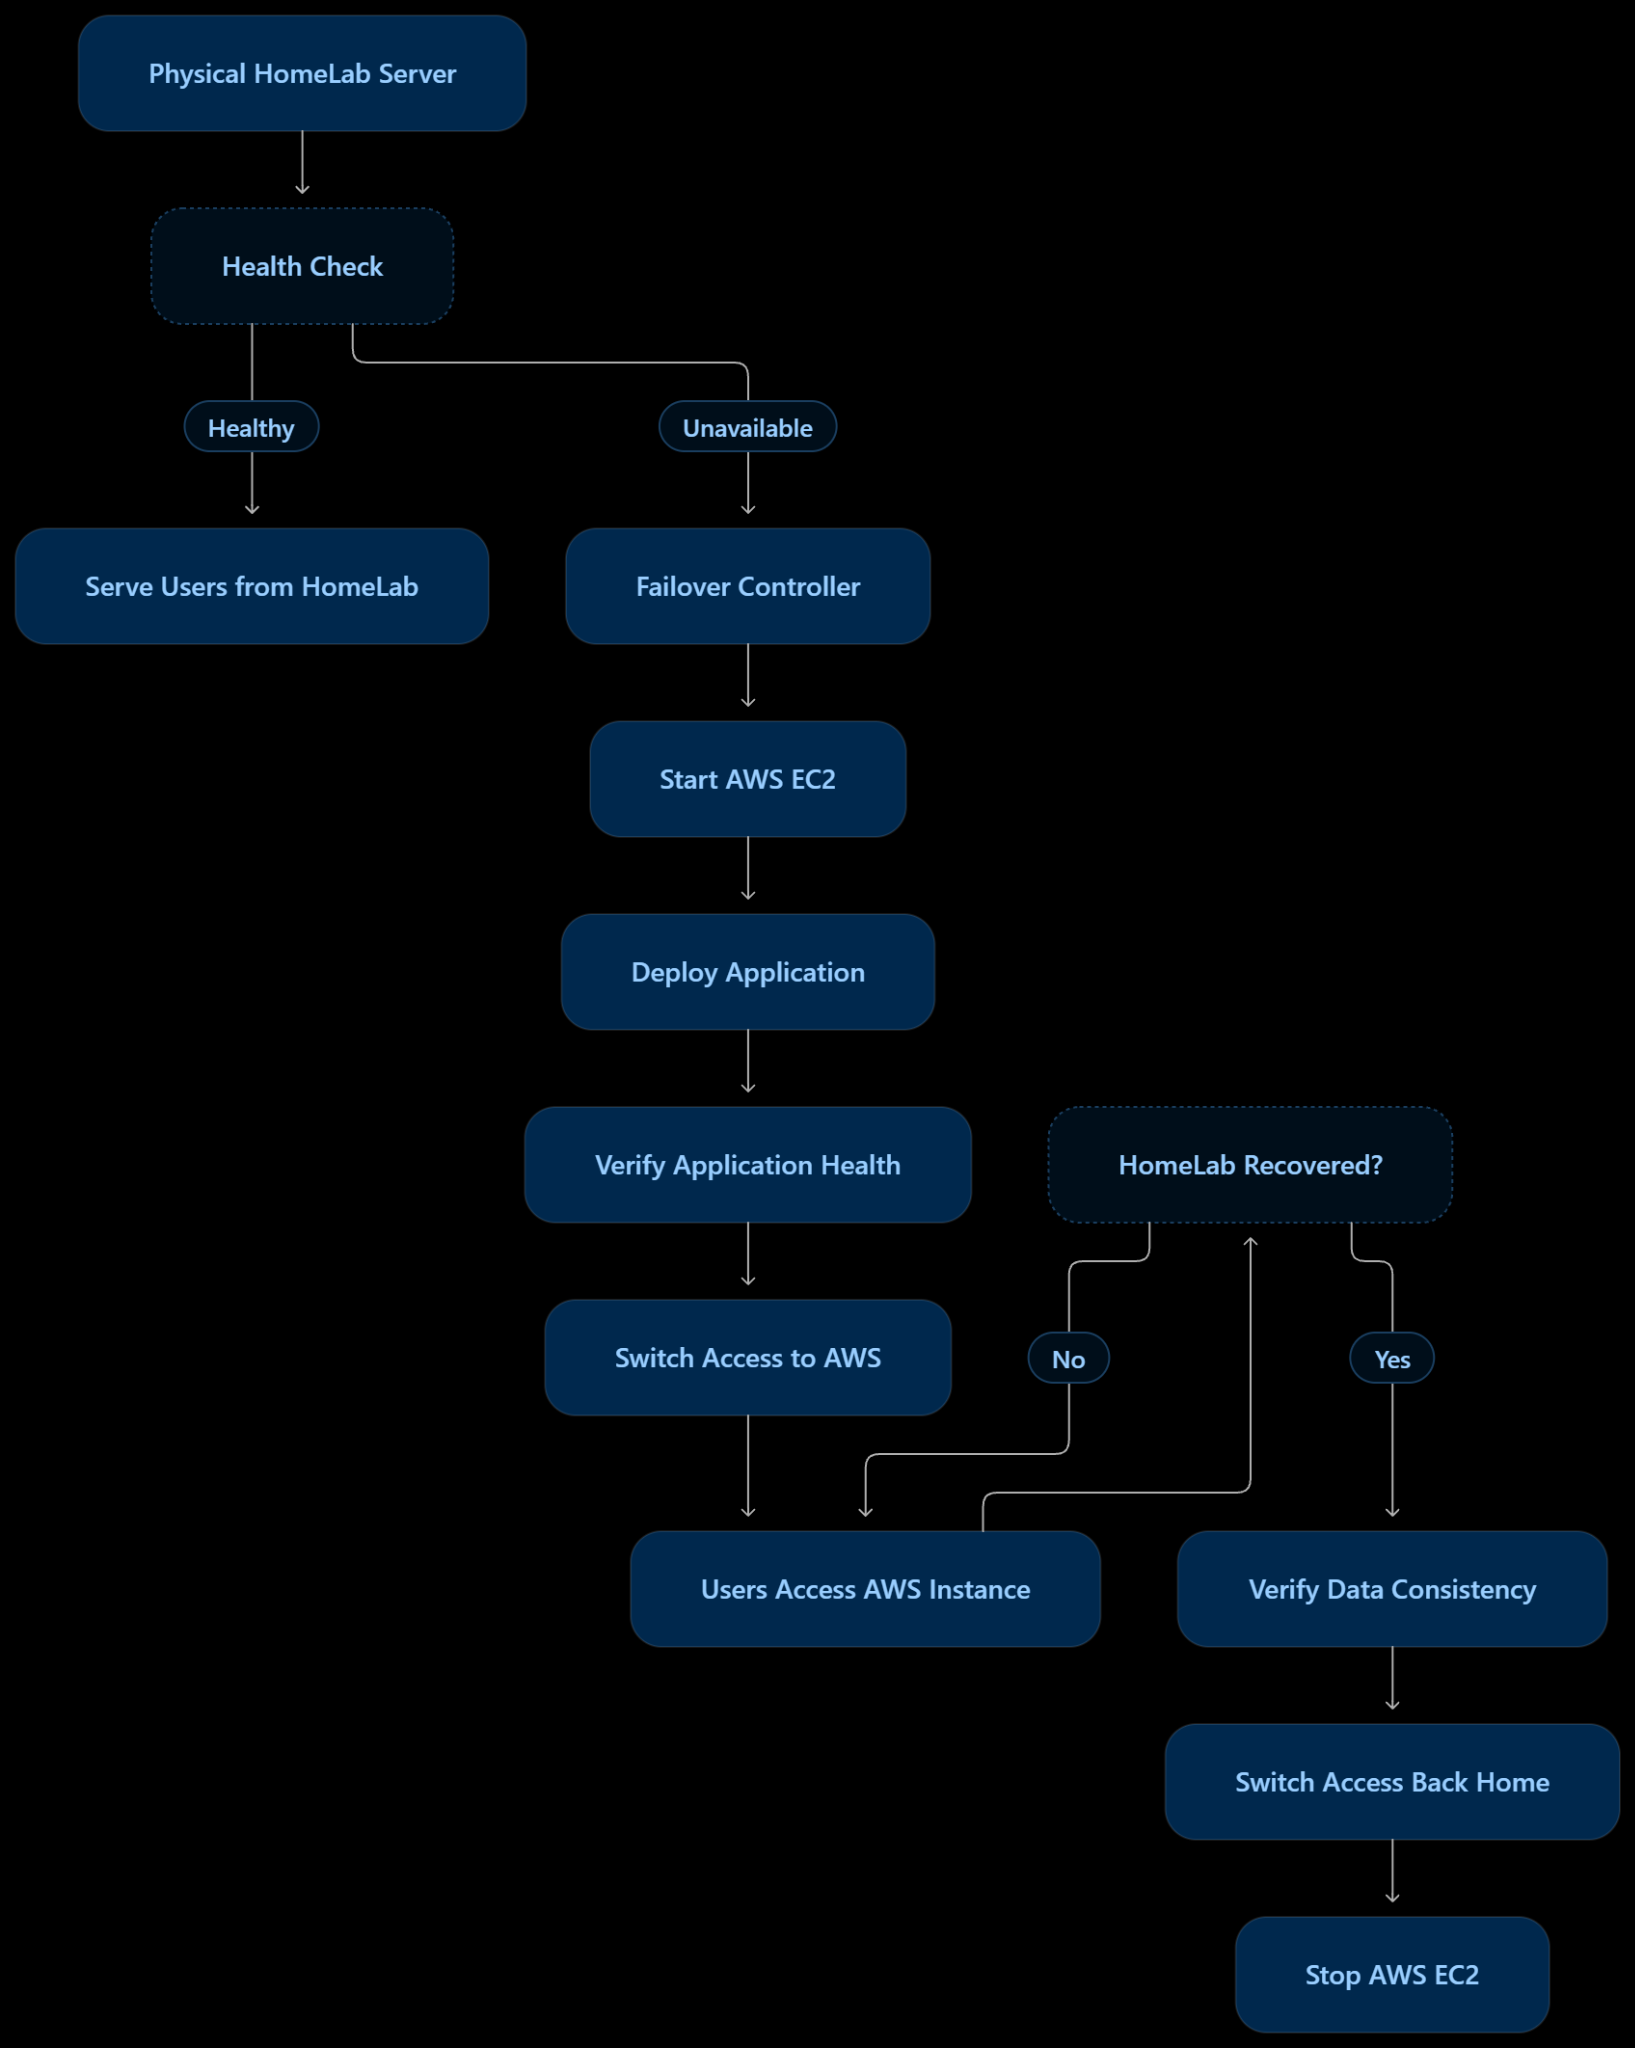 Physical HomeLab Server
Health Check
Healthy
Unavailable
Serve Users from HomeLab
Failover Controller
Start AWS EC2
Deploy Application
Verify Application Health
HomeLab Recovered?
Switch Access to AWS
No
Yes
Users Access AWS Instance
Verify Data Consistency
Switch Access Back Home
Stop AWS EC2